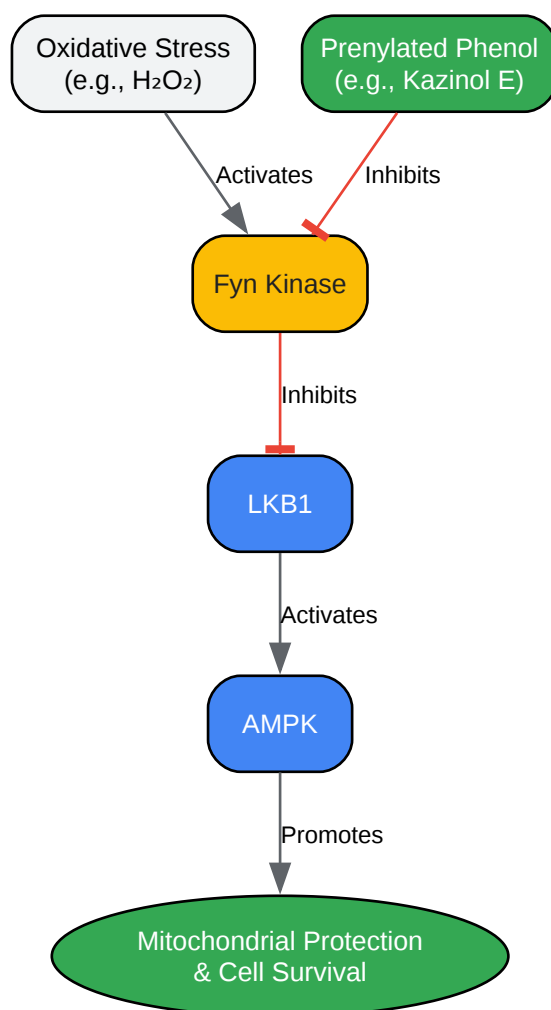 Oxidative Stress
(e.g., H₂O₂)
Prenylated Phenol
(e.g., Kazinol E)
Activates
Inhibits
Fyn Kinase
Inhibits
LKB1
Activates
AMPK
Promotes
Mitochondrial Protection
& Cell Survival